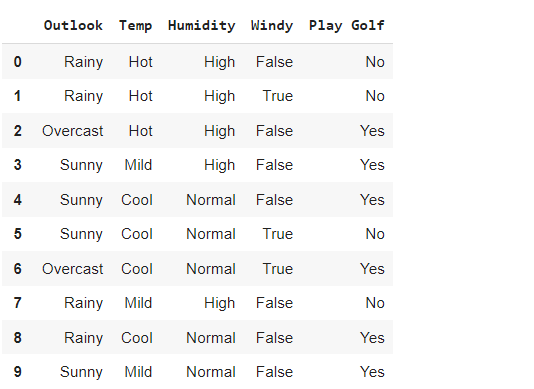 Outlook Temp Humidity Windy Play Golf
0 Rainy Hot High False No
1 Rainy Hot High True No
2 Overcast Hot High False Yes
3 Sunny Mild High False Yes
4 Sunny Cool Normal False Yes
5 Sunny Cool Normal True No
6 Overcast Cool Normal True Yes
7 Rainy Mild High False No
8 Rainy Cool Normal False Yes
9 Sunny Mild Normal False Yes